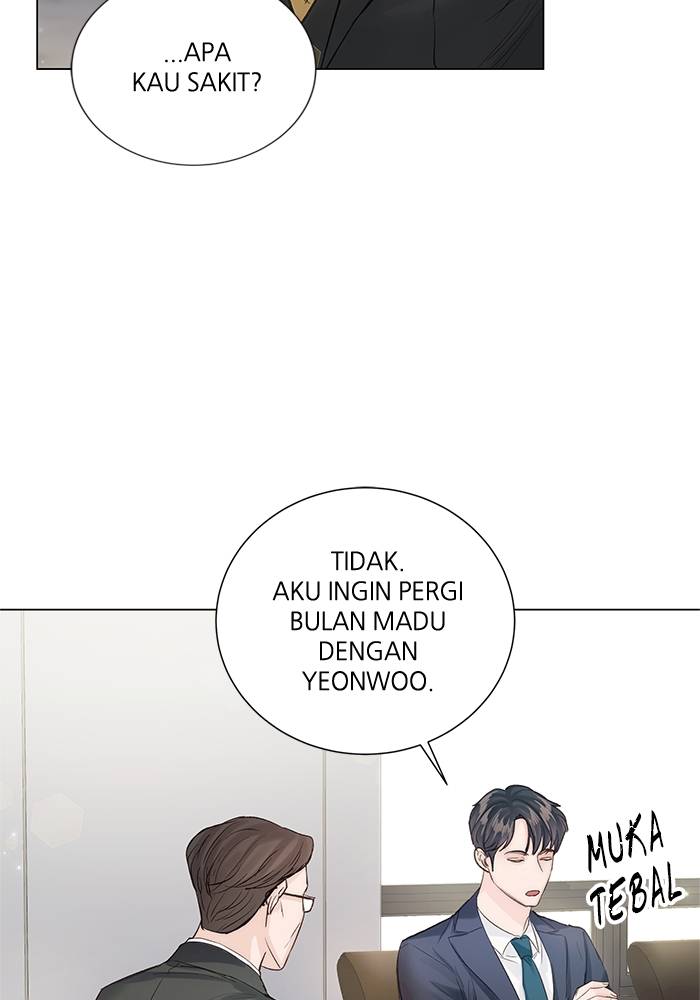 ...APA
KAU SAKIT?
TIDAK.
AKU INGIN PERGI
BULAN MADU
DENGAN
YEONWOO.
MUKA
TEBAL